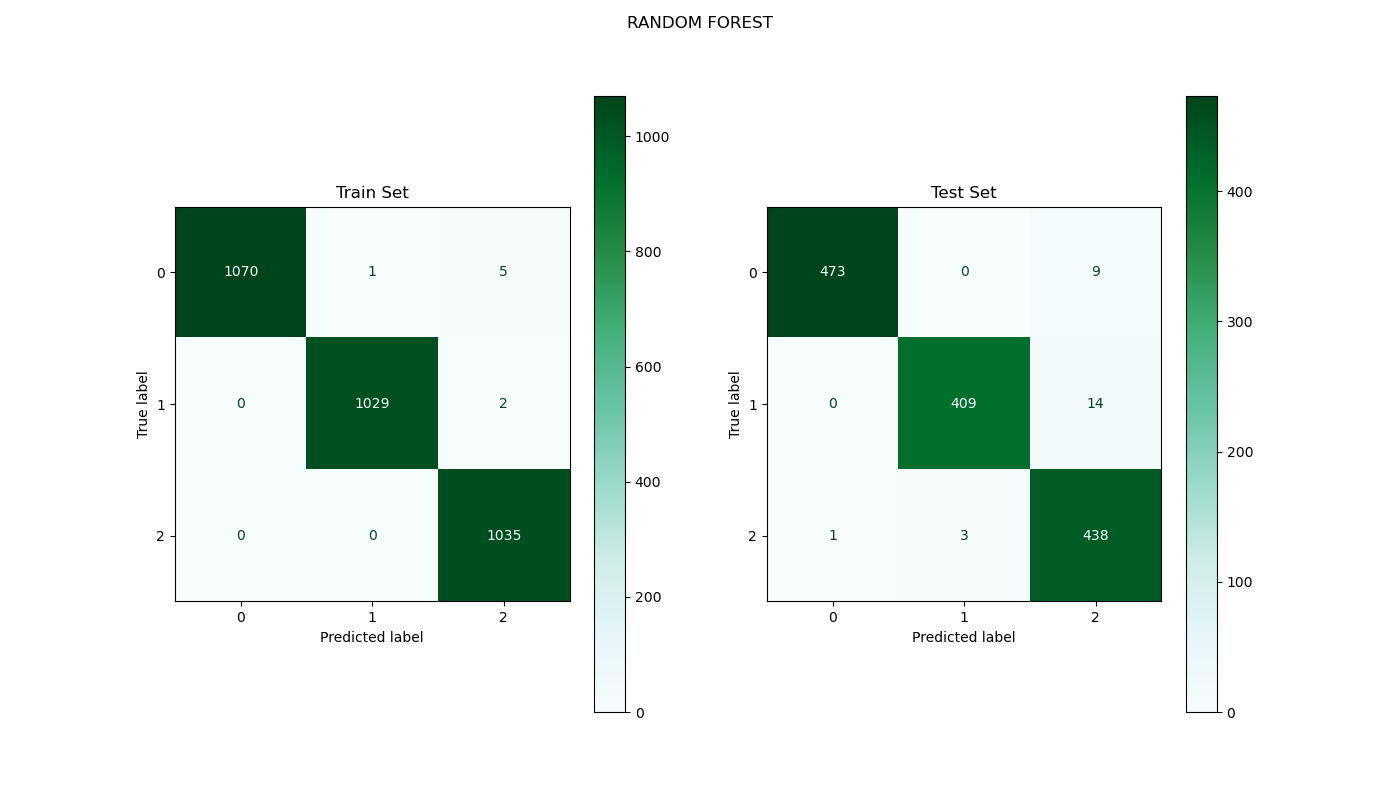 RANDOM FOREST
Train Set
Test Set
1070 1 5
0 1029 2
0 0 1035
0
1
2
0 1 2
True label
Predicted label
1000
800
600
400
200
0
473 0 9
0 409 14
1 3 438
0
1
2
0 1 2
True label
Predicted label
400
300
200
100
0